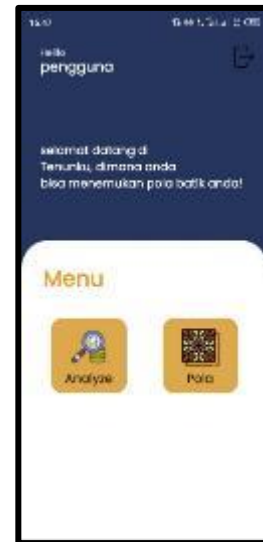 Hello
pengguna
selamat datang di
Tenunku, dimana anda
bisa menemukan pola batik anda!
Menu
Analyze
Pola